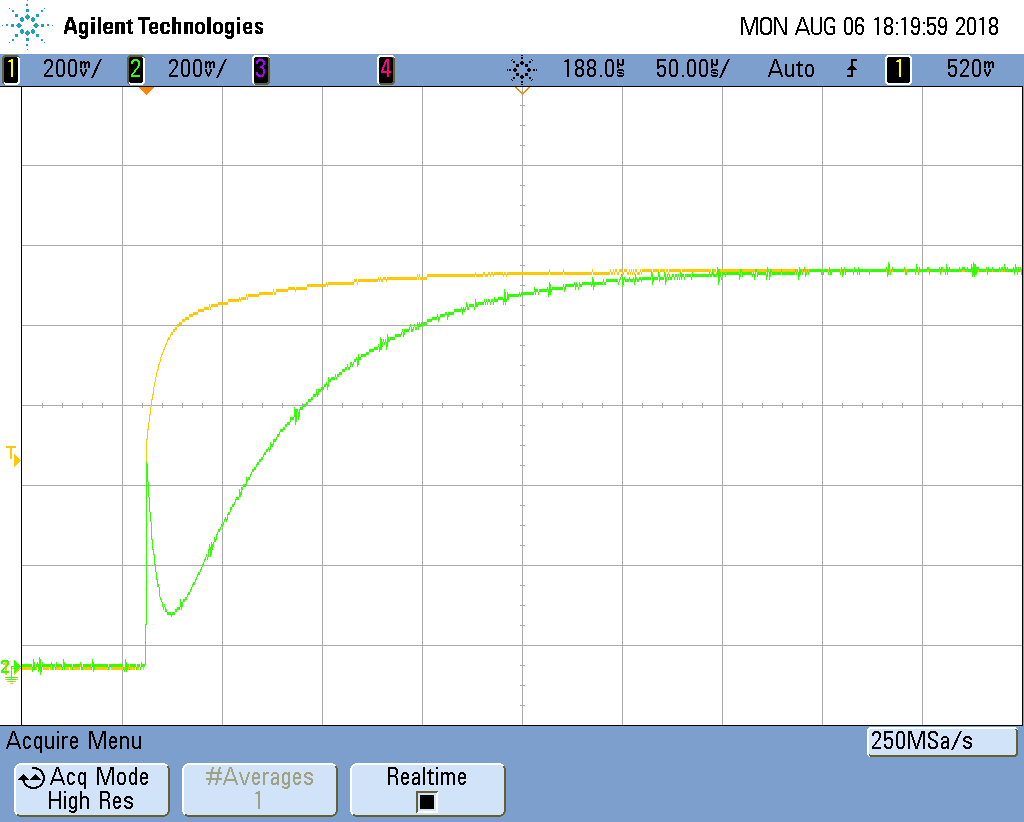 Agilent Technologies MON AUG 06 18:19:59 2018
1 200mV/ 2 200mV/ 3 4 188.0µs 50.00µs/ Auto 1 520mV
T
2
Acquire Menu 250MSa/s
Acq Mode #Averages Realtime
High Res 1